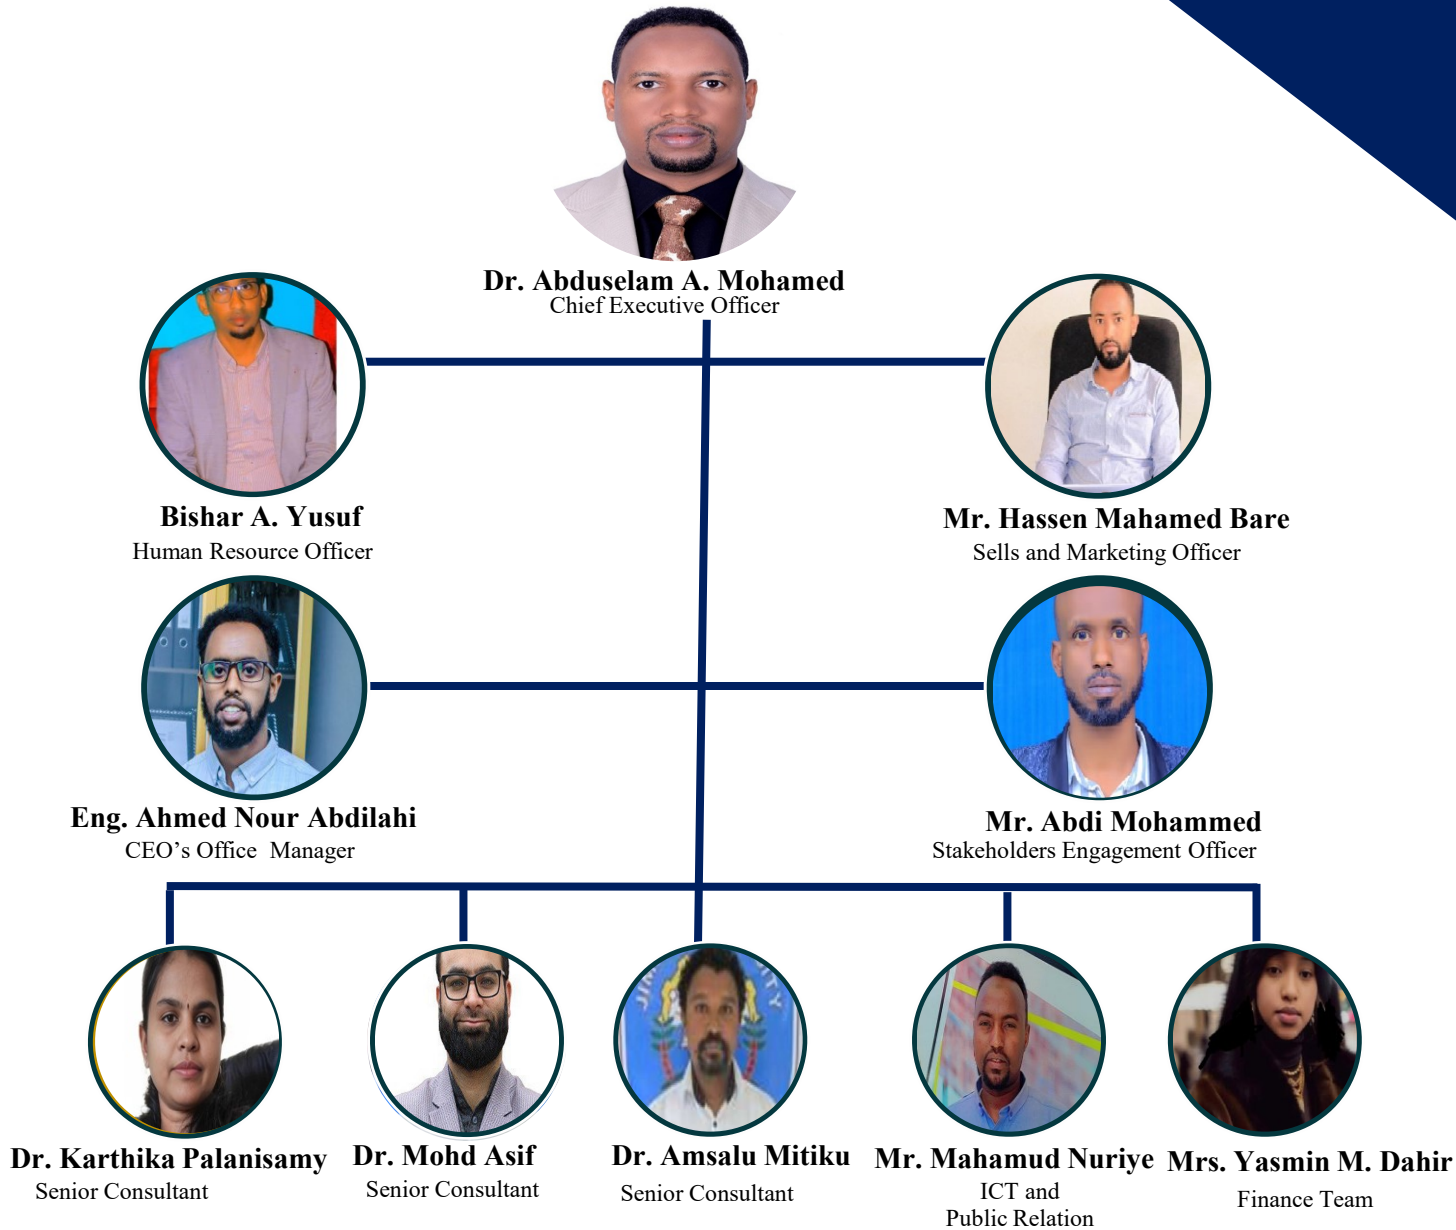 Dr. Abduselam A. Mohamed
Chief Executive Officer
Bishar A. Yusuf
Human Resource Officer
Mr. Hassen Mahamed Bare
Sells and Marketing Officer
Eng. Ahmed Nour Abdilahi
CEO’s Office  Manager
Mr. Abdi Mohammed
Stakeholders Engagement Officer
Dr. Karthika Palanisamy
Senior Consultant
Dr. Mohd Asif
Senior Consultant
Dr. Amsalu Mitiku
Senior Consultant
Mr. Mahamud Nuriye
ICT and
Public Relation
Mrs. Yasmin M. Dahir
Finance Team